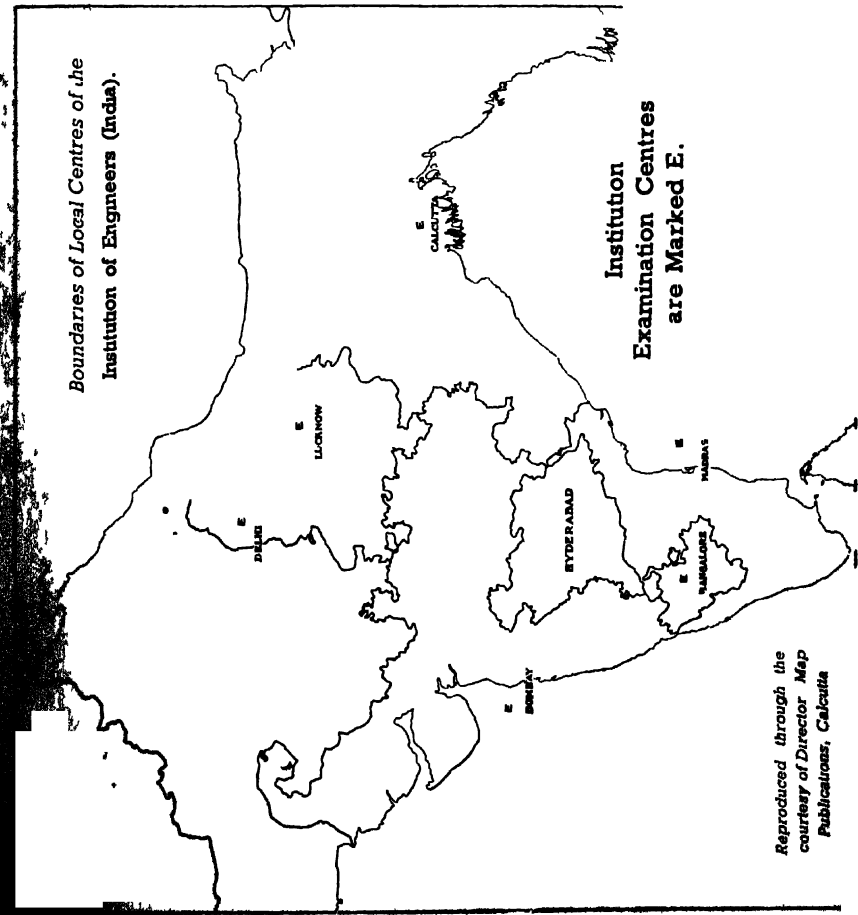 Boundaries of Local Centres of the
Institution of Engineers (India).
E
LUCKNOW
E
DELHI
E
CALCUTTA
Institution
Examination Centres
are Marked E.
HYDERABAD
E
BOMBAY
E
BANGALORE
E
MADRAS
Reproduced through the
courtesy of Director Map
Publications, Calcutta